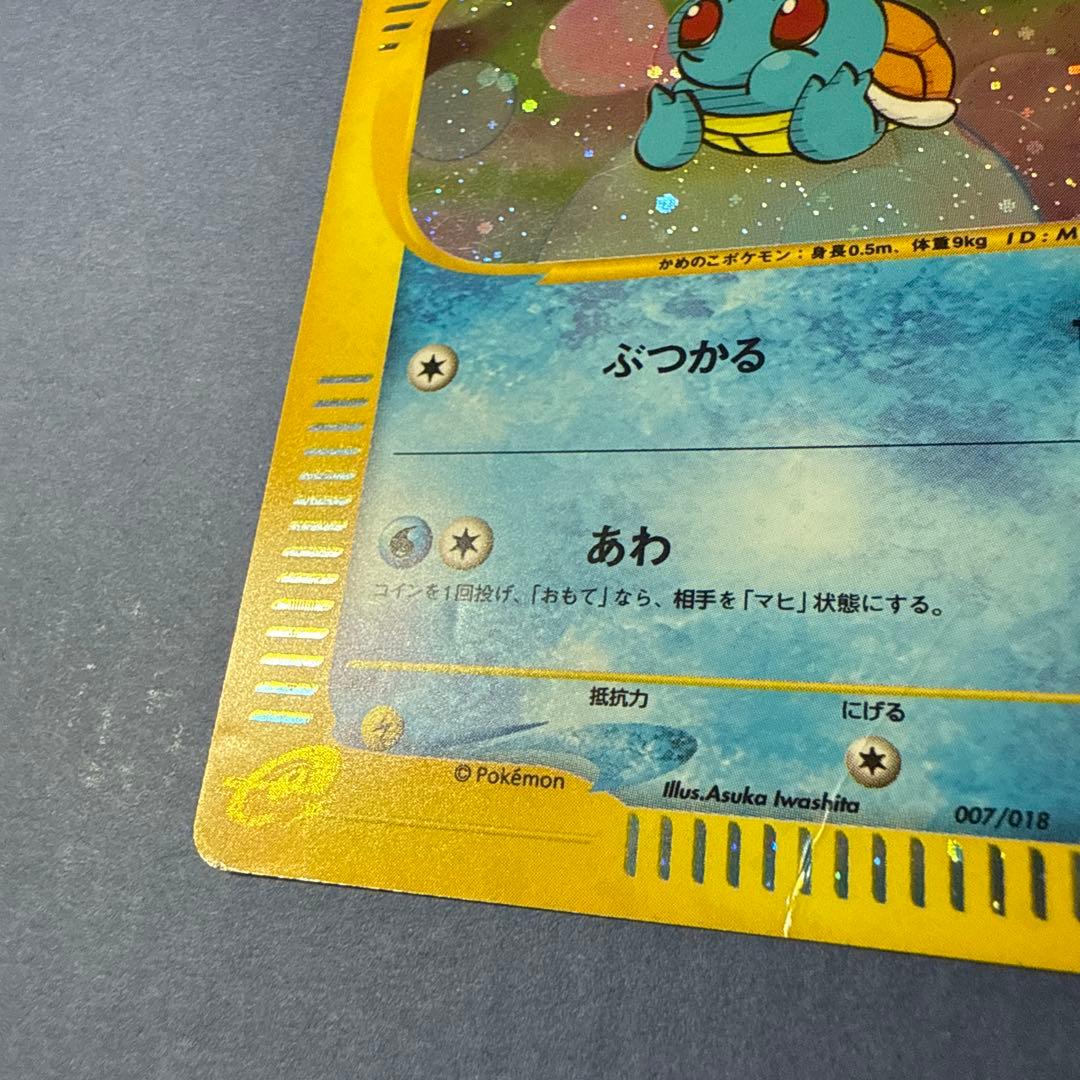 かめのこポケモン：身長0.5m、体重9kg ID：M
ぶつかる
あわ
コインを1回投げ、「おもて」なら、相手を「マヒ」状態にする。
抵抗力
にげる
© Pokémon
Illus.Asuka Iwashita
007/018